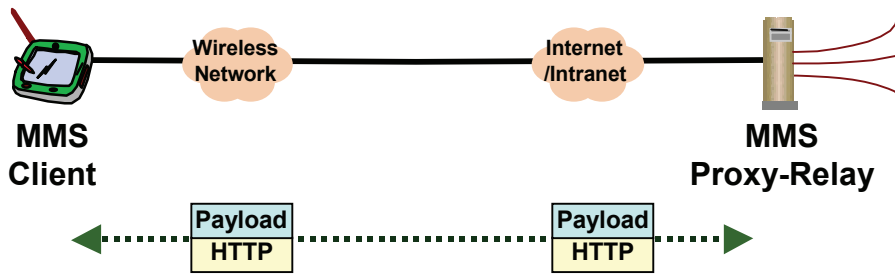 Wireless
Network
Internet
/Intranet
MMS
Client
MMS
Proxy-Relay
Payload
HTTP
Payload
HTTP